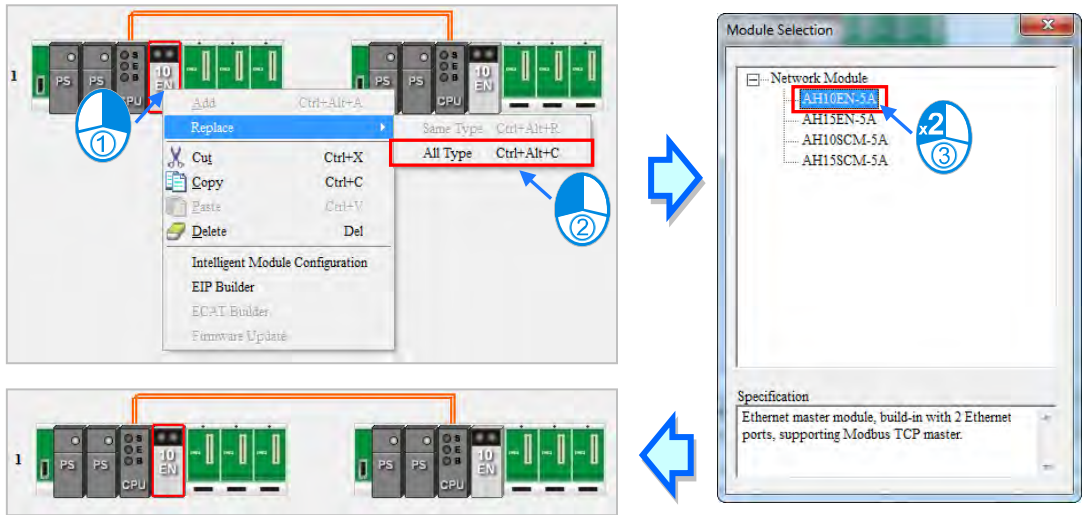 1
PS
PS
CPU
10
EN
PS
PS
CPU
10
EN
①
Add Ctrl+Alt+A
Replace
Same Type Ctrl+Alt+R
All Type Ctrl+Alt+C
②
Cut Ctrl+X
Copy Ctrl+C
Paste Ctrl+V
Delete Del
Intelligent Module Configuration
EIP Builder
ECAT Builder
Firmware Update
Module Selection
Network Module
AH10EN-5A
AH15EN-5A
AH10SCM-5A
AH15SCM-5A
x2
③
Specification
Ethernet master module, build-in with 2 Ethernet
ports, supporting Modbus TCP master.
1
PS
PS
CPU
10
EN
PS
PS
CPU
10
EN